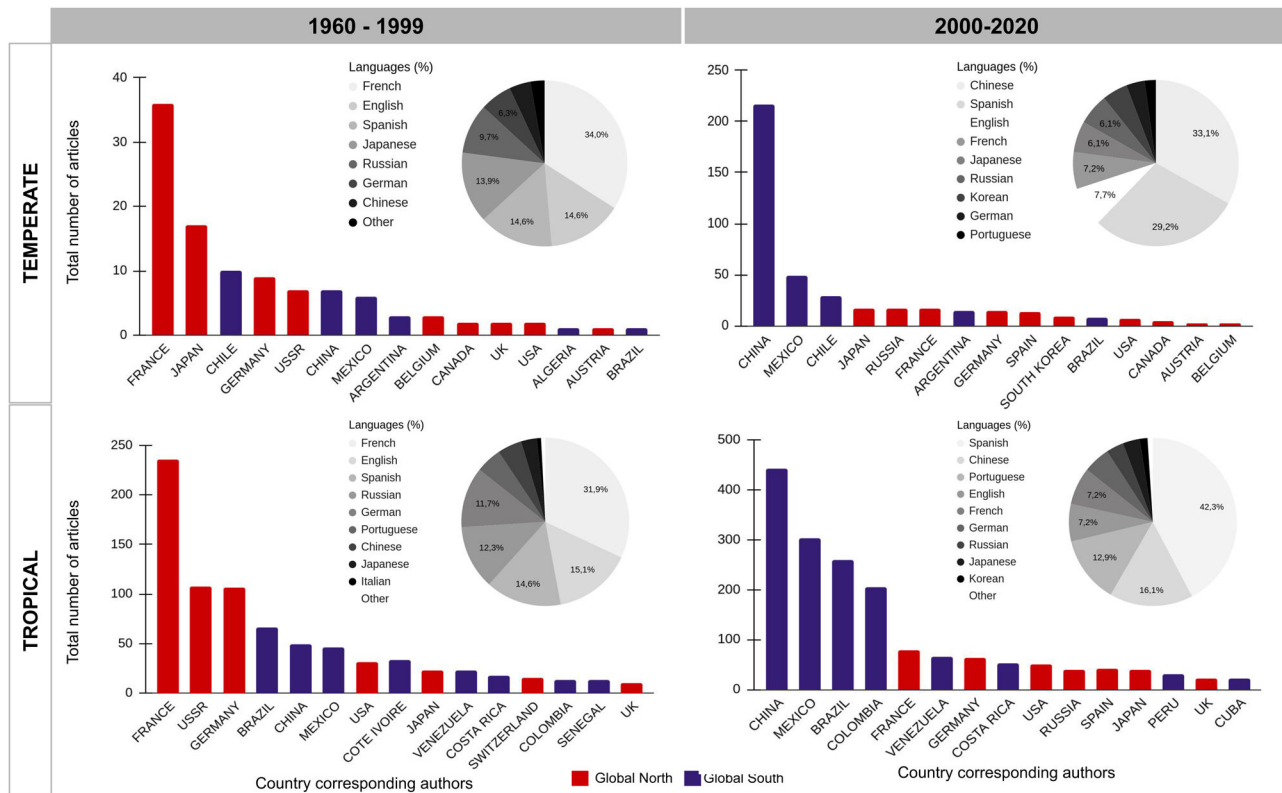 1960 - 1999
2000-2020
TEMPERATE
Total number of articles
40
30
20
10
0
FRANCE
JAPAN
CHILE
GERMANY
USSR
CHINA
MEXICO
ARGENTINA
BELGIUM
CANADA
UK
USA
ALGERIA
AUSTRIA
BRAZIL
Languages (%)
French
English
Spanish
Japanese
Russian
German
Chinese
Other
34,0%
14,6%
14,6%
13,9%
9,7%
6,3%
250
200
150
100
50
0
CHINA
MEXICO
CHILE
JAPAN
RUSSIA
FRANCE
ARGENTINA
GERMANY
SPAIN
SOUTH KOREA
BRAZIL
USA
CANADA
AUSTRIA
BELGIUM
Languages (%)
Chinese
Spanish
English
French
Japanese
Russian
Korean
German
Portuguese
33,1%
29,2%
7,7%
7,2%
6,1%
6,1%
TROPICAL
Total number of articles
250
200
150
100
50
0
FRANCE
USSR
GERMANY
BRAZIL
CHINA
MEXICO
USA
COTE IVOIRE
JAPAN
VENEZUELA
COSTA RICA
SWITZERLAND
COLOMBIA
SENEGAL
UK
Languages (%)
French
English
Spanish
Russian
German
Portuguese
Chinese
Japanese
Italian
Other
31,9%
15,1%
14,6%
12,3%
11,7%
Country corresponding authors
500
400
300
200
100
0
CHINA
MEXICO
BRAZIL
COLOMBIA
FRANCE
VENEZUELA
GERMANY
COSTA RICA
USA
RUSSIA
SPAIN
JAPAN
PERU
UK
CUBA
Languages (%)
Spanish
Chinese
Portuguese
English
French
German
Russian
Japanese
Korean
Other
42,3%
16,1%
12,9%
7,2%
7,2%
Country corresponding authors
Global North
Global South